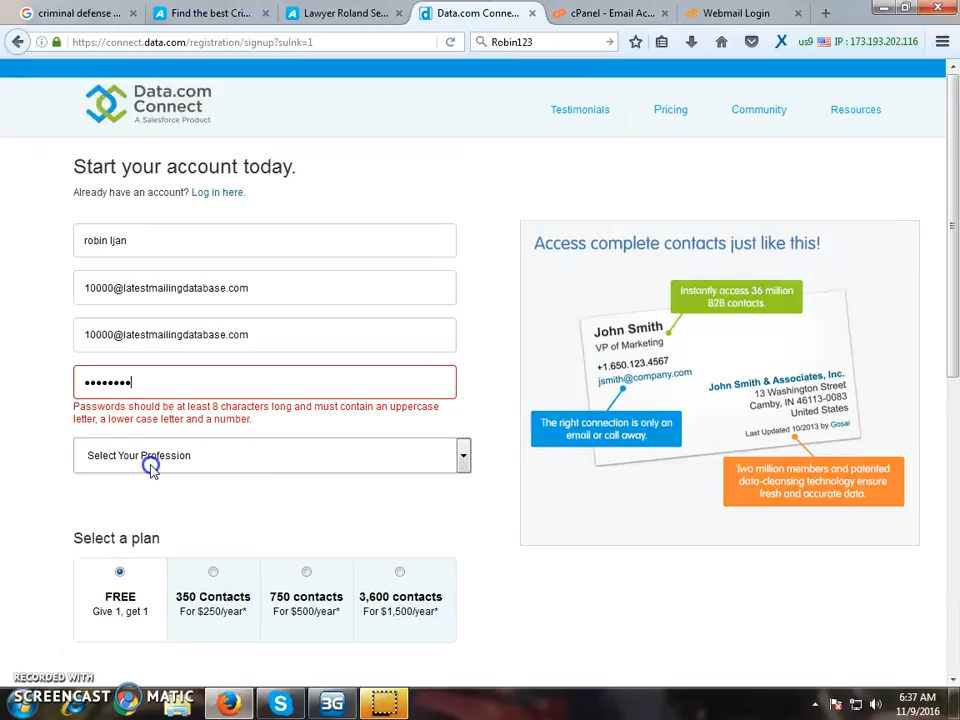 criminal defense ...
Find the best Cri...
Lawyer Roland Se...
Data.com Conne...
cPanel - Email Ac...
Webmail Login
https://connect.data.com/registration/signup?sulnk=1
Robin123
us9 IP : 173.193.202.116
Data.com
Connect
A Salesforce Product
Testimonials
Pricing
Community
Resources
Start your account today.
Already have an account? Log in here.
robin ljan
10000@latestmailingdatabase.com
10000@latestmailingdatabase.com
••••••••
Passwords should be at least 8 characters long and must contain an uppercase
letter, a lower case letter and a number.
Select Your Profession
Select a plan
FREE
Give 1, get 1
350 Contacts
For $250/year*
750 contacts
For $500/year*
3,600 contacts
For $1,500/year*
Access complete contacts just like this!
Instantly access 36 million
B2B contacts.
John Smith
VP of Marketing
+1.650.123.4567
jsmith@company.com
John Smith & Associates, Inc.
13 Washington Street
Camby, IN 46113-0083
United States
Last Updated 10/2013 by Gosai
The right connection is only an
email or call away.
Two million members and patented
data-cleansing technology ensure
fresh and accurate data.
RECORDED WITH
SCREENCAST MATIC
3G
6:37 AM
11/9/2016